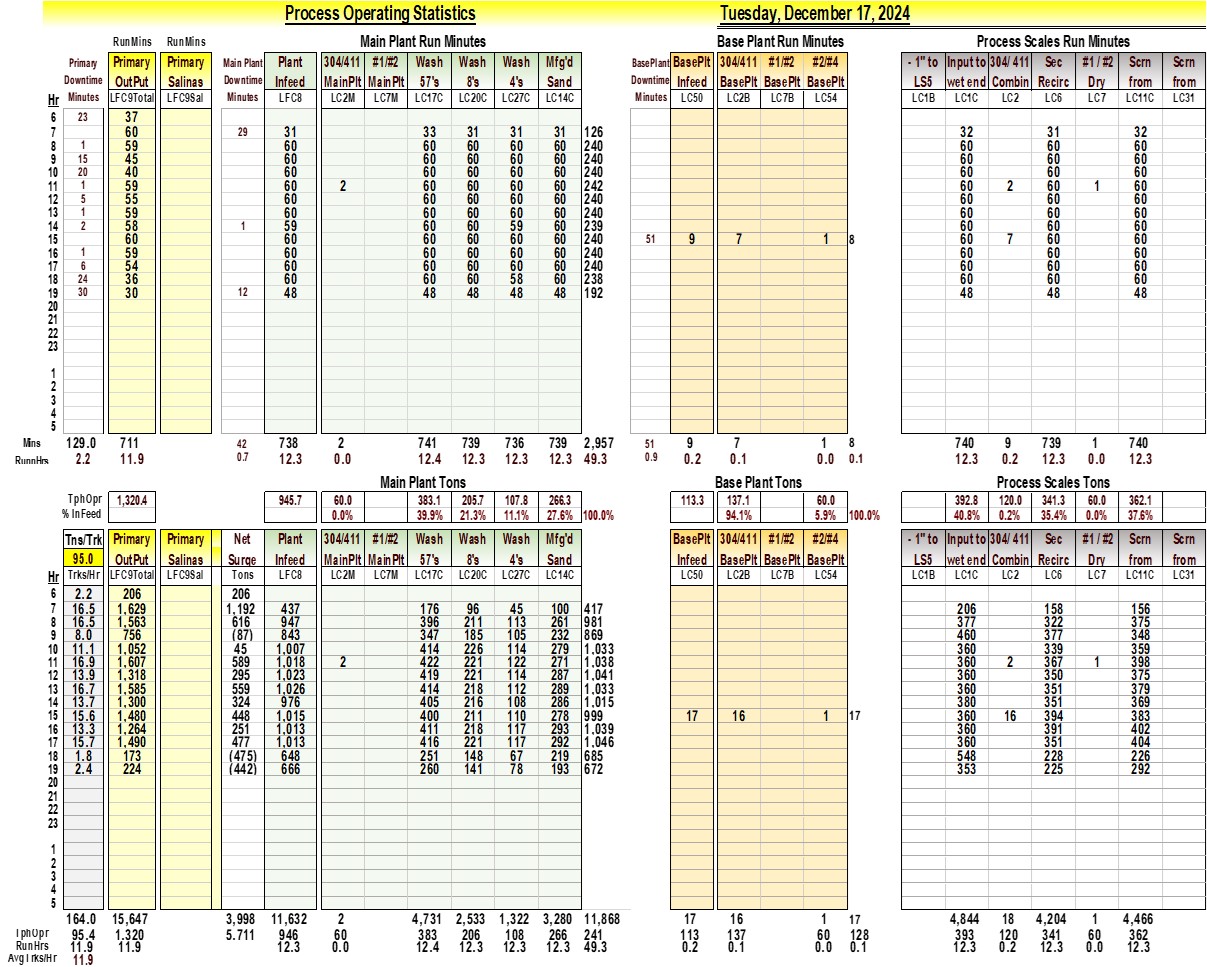 Process Operating Statistics Tuesday, December 17, 2024
RunMins RunMins Main Plant Run Minutes Base Plant Run Minutes Process Scales Run Minutes
Primary Primary Primary Main Plant Plant 304/411 #1/#2 Wash Wash Wash Mfg'd BasePlant BasePlt 304/411 #1/#2 #2/#4 - 1" to Input to 304/ 411 Sec #1 / #2 Scrn Scrn
Downtime OutPut Salinas Downtime Infeed MainPlt MainPlt 57's 8's 4's Sand Downtime Infeed BasePlt BasePlt BasePlt LS5 wet end Combin Recirc Dry from from
Hr Minutes LFC9Total LFC9Sal Minutes LFC8 LC2M LC7M LC17C LC20C LC27C LC14C Minutes LC50 LC2B LC7B LC54 LC1B LC1C LC2 LC6 LC7 LC11C LC31
6 23 37
7 60 29 31 33 31 31 31 126 32 31 32
8 1 59 60 60 60 60 60 240 60 60 60
9 15 45 60 60 60 60 60 240 60 60 60
10 20 40 60 60 60 60 60 240 60 60 60
11 1 59 60 2 60 60 60 60 242 60 2 60 1 60
12 5 55 60 60 60 60 60 240 60 60 60
13 1 59 60 60 60 60 60 240 60 60 60
14 2 58 1 59 60 60 59 60 239 60 60 60
15 60 60 60 60 60 60 240 51 9 7 1 8 60 7 60 60
16 1 59 60 60 60 60 60 240 60 60 60
17 6 54 60 60 60 60 60 240 60 60 60
18 24 36 60 60 60 58 60 238 60 60 60
19 30 30 12 48 48 48 48 48 192 48 48 48
20
21
22
23
1
2
3
4
5
Mins 129.0 711 42 738 2 741 739 736 739 2,957 51 9 7 1 8 740 9 739 1 740
RunnHrs 2.2 11.9 0.7 12.3 0.0 12.4 12.3 12.3 12.3 49.3 0.9 0.2 0.1 0.0 0.1 12.3 0.2 12.3 0.0 12.3
Main Plant Tons Base Plant Tons Process Scales Tons
TphOpr 1,320.4 945.7 60.0 383.1 205.7 107.8 266.3 113.3 137.1 60.0 392.8 120.0 341.3 60.0 362.1
% InFeed 0.0% 39.9% 21.3% 11.1% 27.6% 100.0% 94.1% 5.9% 100.0% 40.8% 0.2% 35.4% 0.0% 37.6%
Tns/Trk Primary Primary Net Plant 304/411 #1/#2 Wash Wash Wash Mfg'd BasePlt 304/411 #1/#2 #2/#4 - 1" to Input to 304/ 411 Sec #1 / #2 Scrn Scrn
95.0 OutPut Salinas Surge Infeed MainPlt MainPlt 57's 8's 4's Sand Infeed BasePlt BasePlt BasePlt LS5 wet end Combin Recirc Dry from from
Hr Trks/Hr LFC9Total LFC9Sal Tons LFC8 LC2M LC7M LC17C LC20C LC27C LC14C LC50 LC2B LC7B LC54 LC1B LC1C LC2 LC6 LC7 LC11C LC31
6 2.2 206 206
7 16.5 1,629 1,192 437 176 96 45 100 417 206 158 156
8 16.5 1,563 616 947 396 211 113 261 981 377 322 375
9 8.0 756 (87) 843 347 185 105 232 869 460 377 348
10 11.1 1,052 45 1,007 414 226 114 279 1,033 360 339 359
11 16.9 1,607 589 1,018 2 422 221 122 271 1,038 360 2 367 1 398
12 13.9 1,318 295 1,023 419 221 114 287 1,041 360 350 375
13 16.7 1,585 559 1,026 414 218 112 289 1,033 360 351 379
14 13.7 1,300 324 976 405 216 108 286 1,015 380 351 369
15 15.6 1,480 448 1,015 400 211 110 278 999 17 16 1 17 360 16 394 383
16 13.3 1,264 251 1,013 411 218 117 293 1,039 360 391 402
17 15.7 1,490 477 1,013 416 221 117 292 1,046 360 351 404
18 1.8 173 (475) 648 251 148 67 219 685 548 228 226
19 2.4 224 (442) 666 260 141 78 193 672 353 225 292
20
21
22
23
1
2
3
4
5
164.0 15,647 3,998 11,632 2 4,731 2,533 1,322 3,280 11,868 17 16 1 17 4,844 18 4,204 1 4,466
TphOpr 95.4 1,320 5.711 946 60 383 206 108 266 241 113 137 60 128 393 120 341 60 362
RunHrs 11.9 11.9 12.3 0.0 12.4 12.3 12.3 12.3 49.3 0.2 0.1 0.0 0.1 12.3 0.2 12.3 0.0 12.3
Avg Trks/Hr 11.9